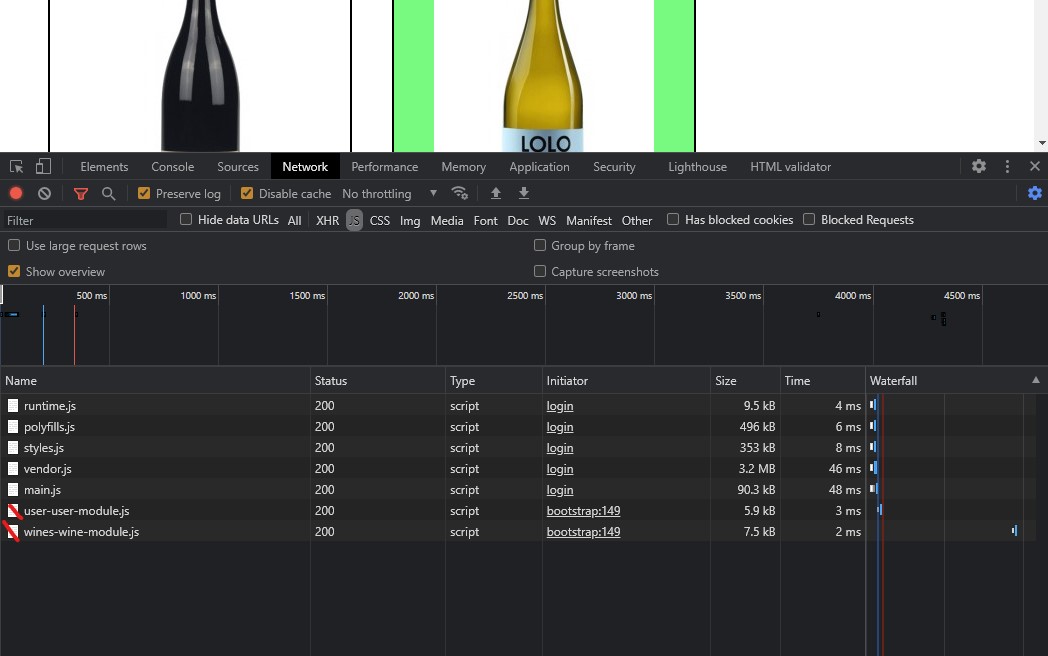 LOLO
Elements Console Sources Network Performance Memory Application Security Lighthouse HTML validator
Preserve log Disable cache No throttling
Filter Hide data URLs All XHR JS CSS Img Media Font Doc WS Manifest Other Has blocked cookies Blocked Requests
Use large request rows Group by frame
Show overview Capture screenshots
500 ms 1000 ms 1500 ms 2000 ms 2500 ms 3000 ms 3500 ms 4000 ms 4500 ms
Name Status Type Initiator Size Time Waterfall
runtime.js 200 script login 9.5 kB 4 ms
polyfills.js 200 script login 496 kB 6 ms
styles.js 200 script login 353 kB 8 ms
vendor.js 200 script login 3.2 MB 46 ms
main.js 200 script login 90.3 kB 48 ms
user-user-module.js 200 script bootstrap:149 5.9 kB 3 ms
wines-wine-module.js 200 script bootstrap:149 7.5 kB 2 ms